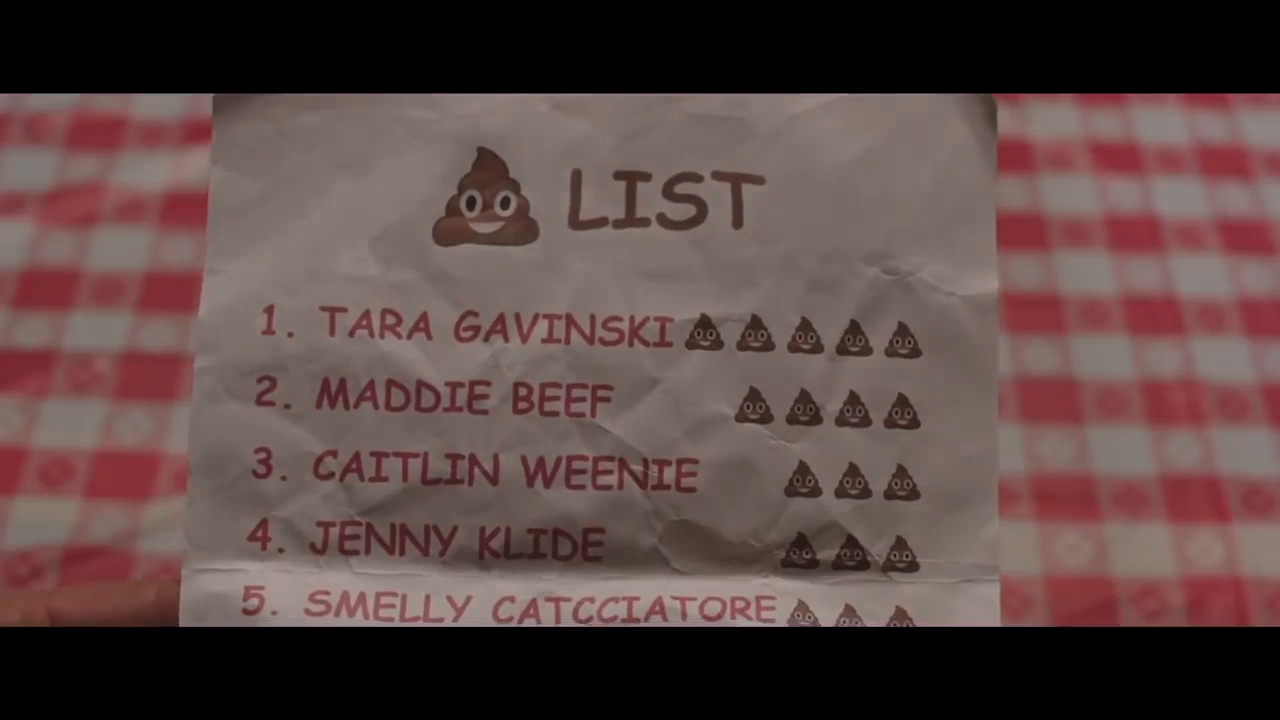 💩 LIST
1. TARA GAVINSKI 💩💩💩💩💩
2. MADDIE BEEF 💩💩💩💩
3. CAITLIN WEENIE 💩💩💩
4. JENNY KLIDE 💩💩💩
5. SMELLY CATCCIATORE 💩💩💩